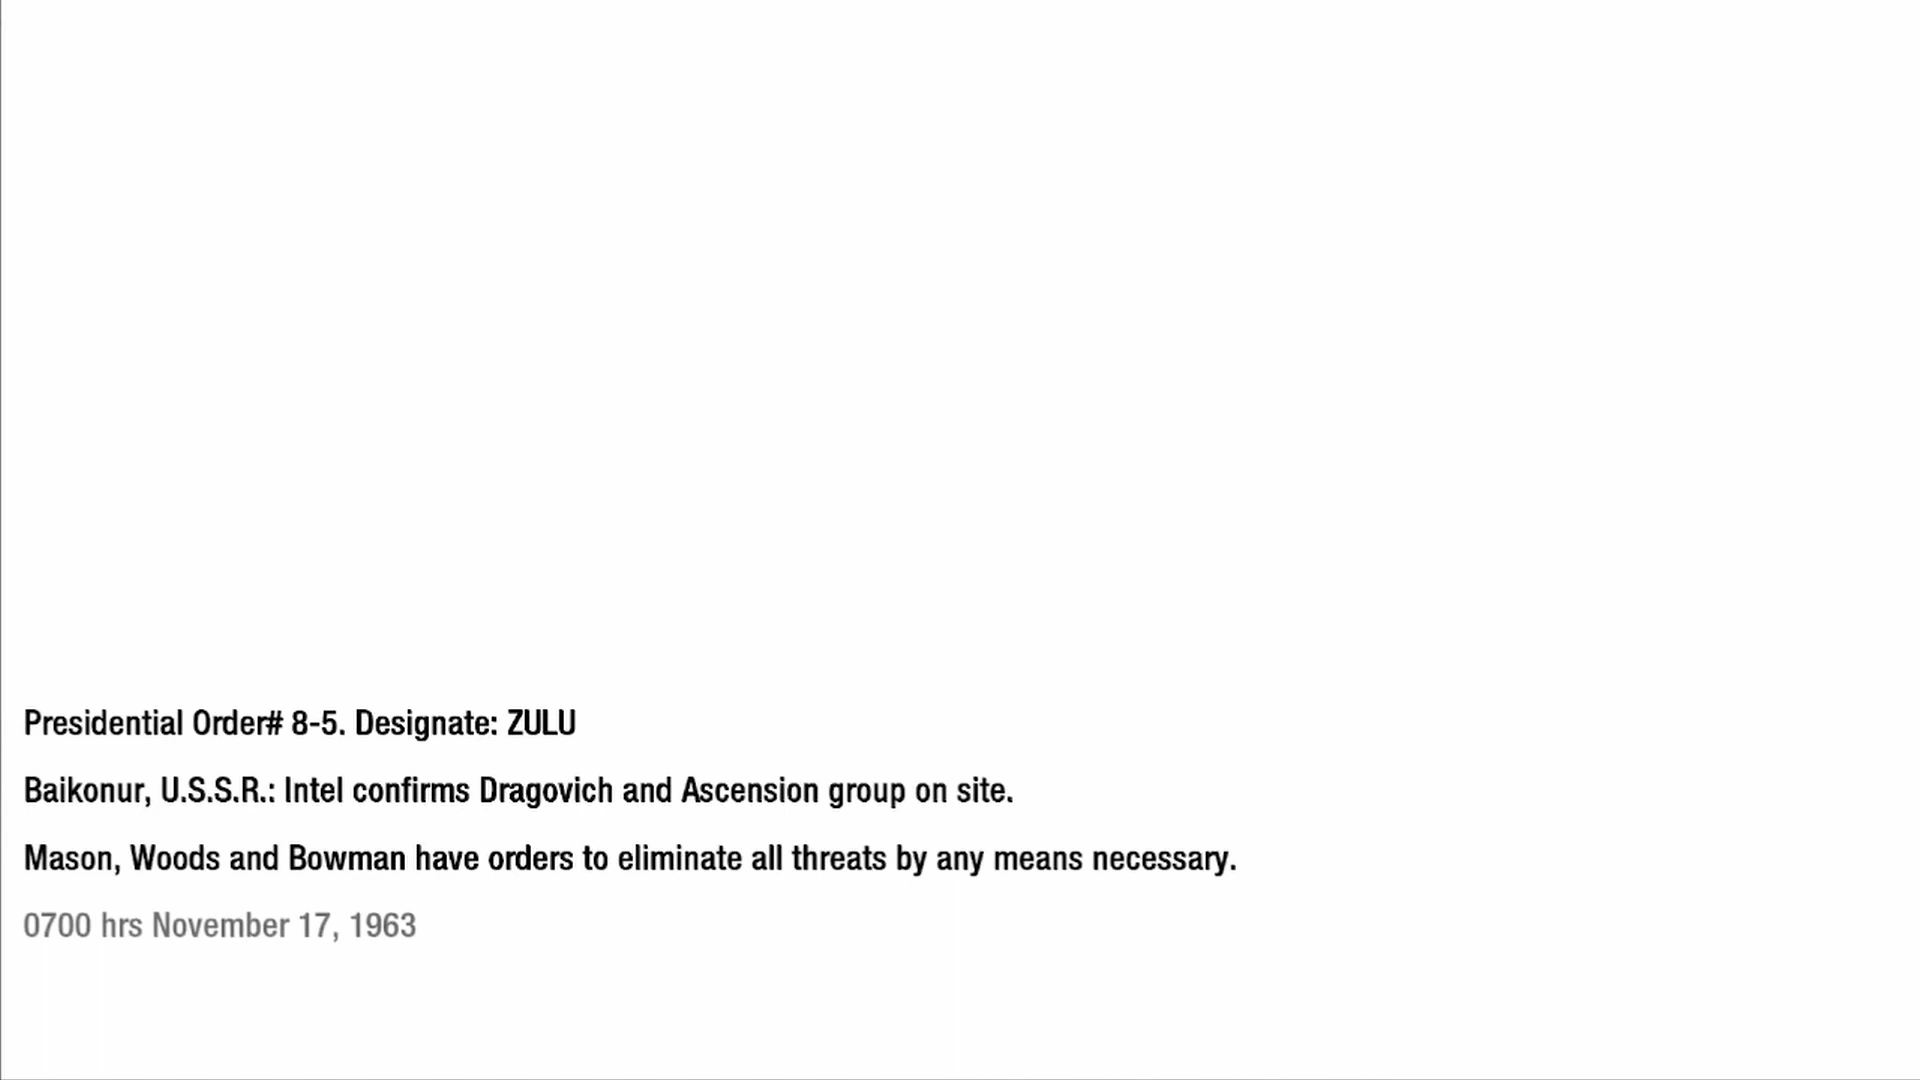 Presidential Order# 8-5. Designate: ZULU
Baikonur, U.S.S.R.: Intel confirms Dragovich and Ascension group on site.
Mason, Woods and Bowman have orders to eliminate all threats by any means necessary.
0700 hrs November 17, 1963